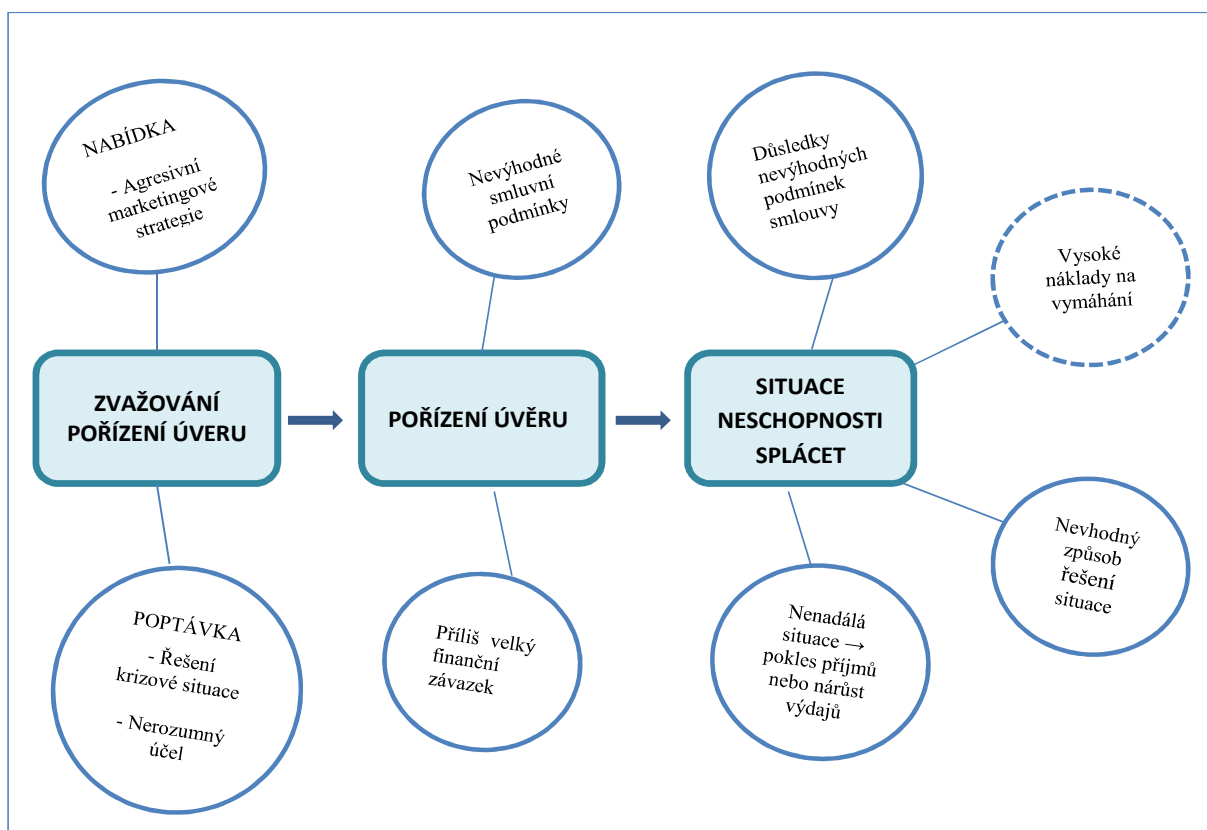 NABÍDKA
- Agresivní
marketingové
strategie
Nevýhodné
smluvní
podmínky
Důsledky
nevýhodných
podmínek
smlouvy
Vysoké
náklady na
vymáhání
ZVAŽOVÁNÍ
POŘÍZENÍ ÚVERU
POŘÍZENÍ ÚVĚRU
SITUACE
NESCHOPNOSTI
SPLÁCET
POPTÁVKA
- Řešení
krizové situace
- Nerozumný
účel
Příliš velký
finanční
závazek
Nenadálá
situace →
pokles příjmů
nebo nárůst
výdajů
Nevhodný
způsob
řešení
situace